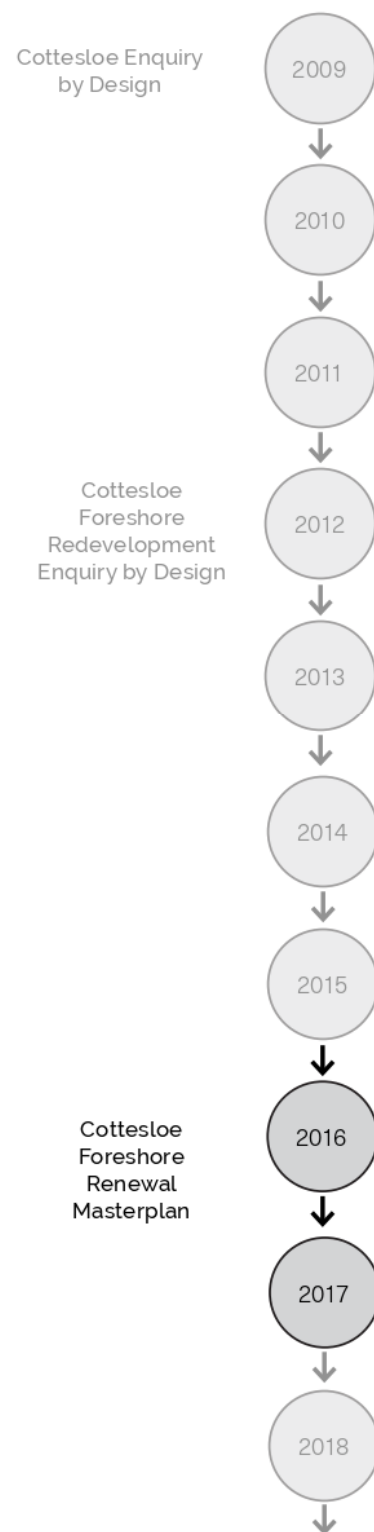 Cottesloe Enquiry
by Design
2009
2010
2011
Cottesloe
Foreshore
Redevelopment
Enquiry by Design
2012
2013
2014
2015
Cottesloe
Foreshore
Renewal
Masterplan
2016
2017
2018